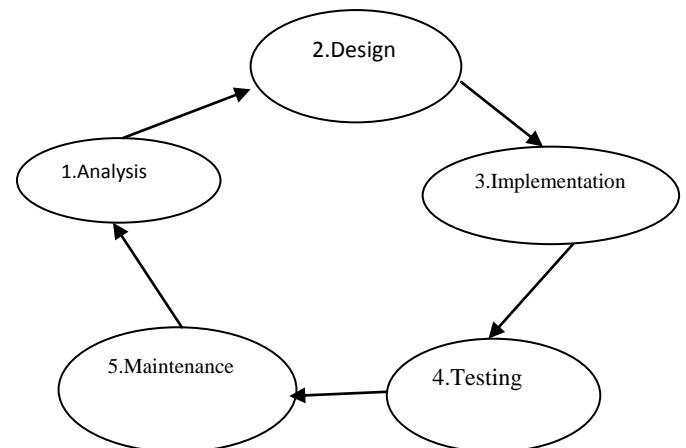 2.Design
1.Analysis
3.Implementation
5.Maintenance
4.Testing